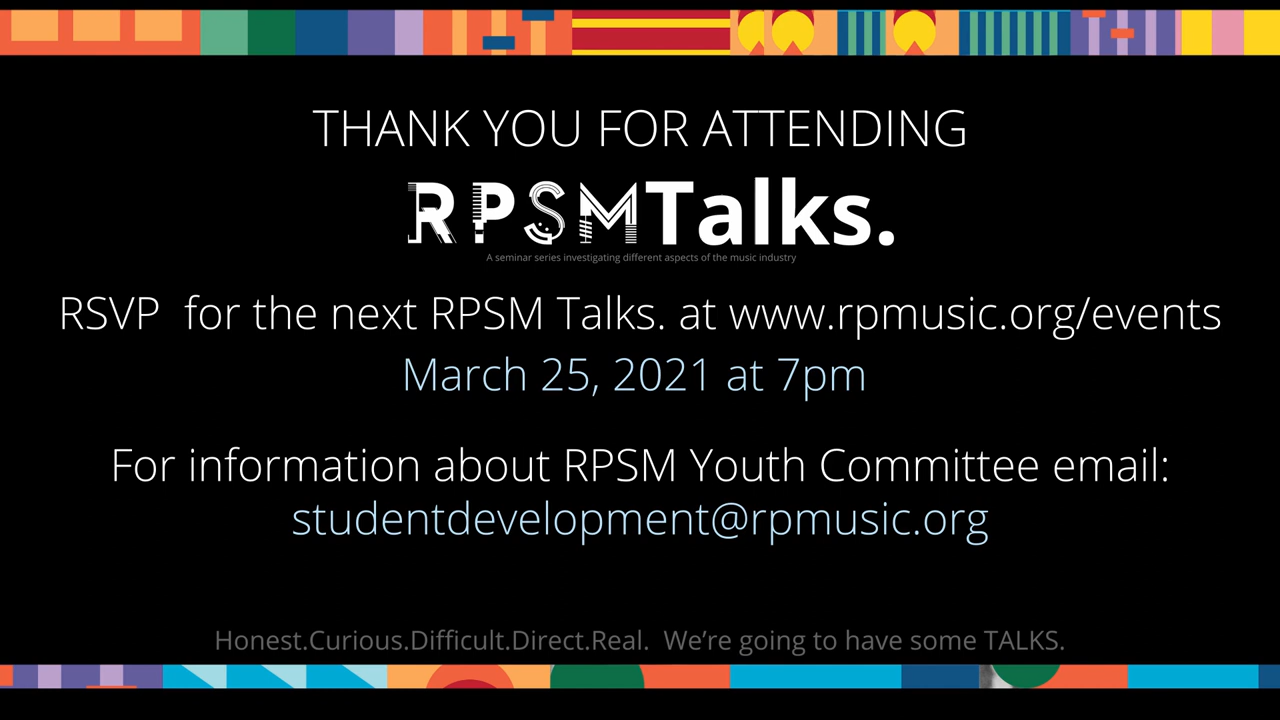 THANK YOU FOR ATTENDING
RPSMTalks.
A seminar series investigating different aspects of the music industry
RSVP  for the next RPSM Talks. at www.rpmusic.org/events
March 25, 2021 at 7pm
For information about RPSM Youth Committee email:
studentdevelopment@rpmusic.org
Honest.Curious.Difficult.Direct.Real.  We’re going to have some TALKS.